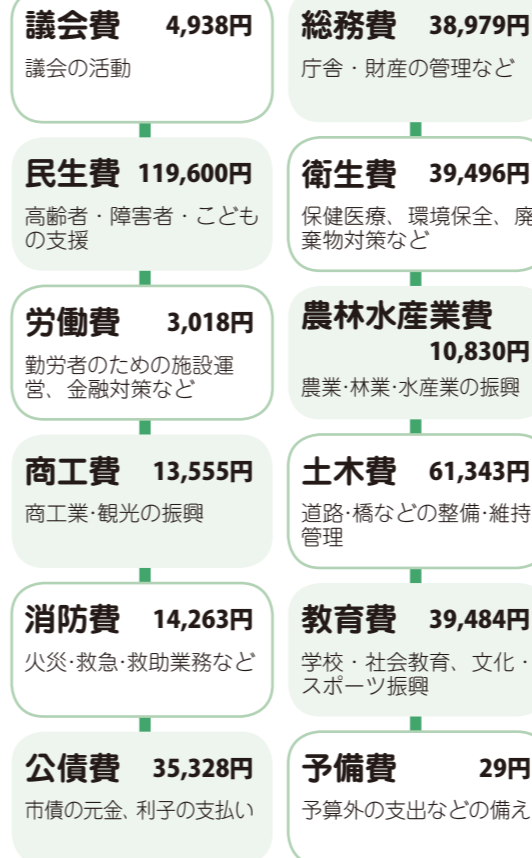 議会費 4,938円
議会の活動
総務費 38,979円
庁舎・財産の管理など
民生費 119,600円
高齢者・障害者・こども
の支援
衛生費 39,496円
保健医療、環境保全、廃
棄物対策など
労働費 3,018円
勤労者のための施設運
営、金融対策など
農林水産業費
10,830円
農業・林業・水産業の振興
商工費 13,555円
商工業・観光の振興
土木費 61,343円
道路・橋などの整備・維持
管理
消防費 14,263円
火災・救急・救助業務など
教育費 39,484円
学校・社会教育、文化・
スポーツ振興
公債費 35,328円
市債の元金、利子の支払い
予備費 29円
予算外の支出などの備え